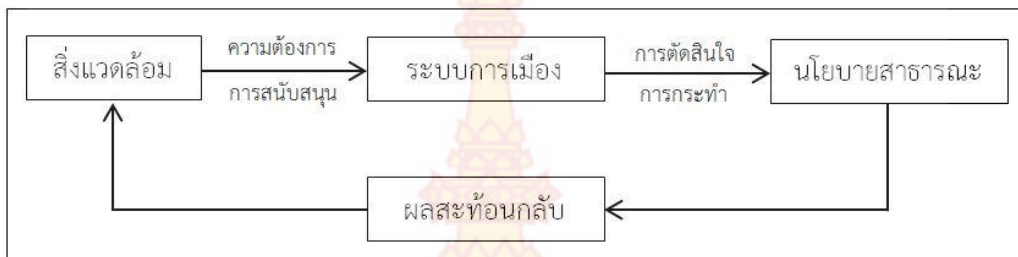 สิ่งแวดล้อม
ความต้องการ
การสนับสนุน
ระบบการเมือง
การตัดสินใจ
การกระทำ
นโยบายสาธารณะ
ผลสะท้อนกลับ